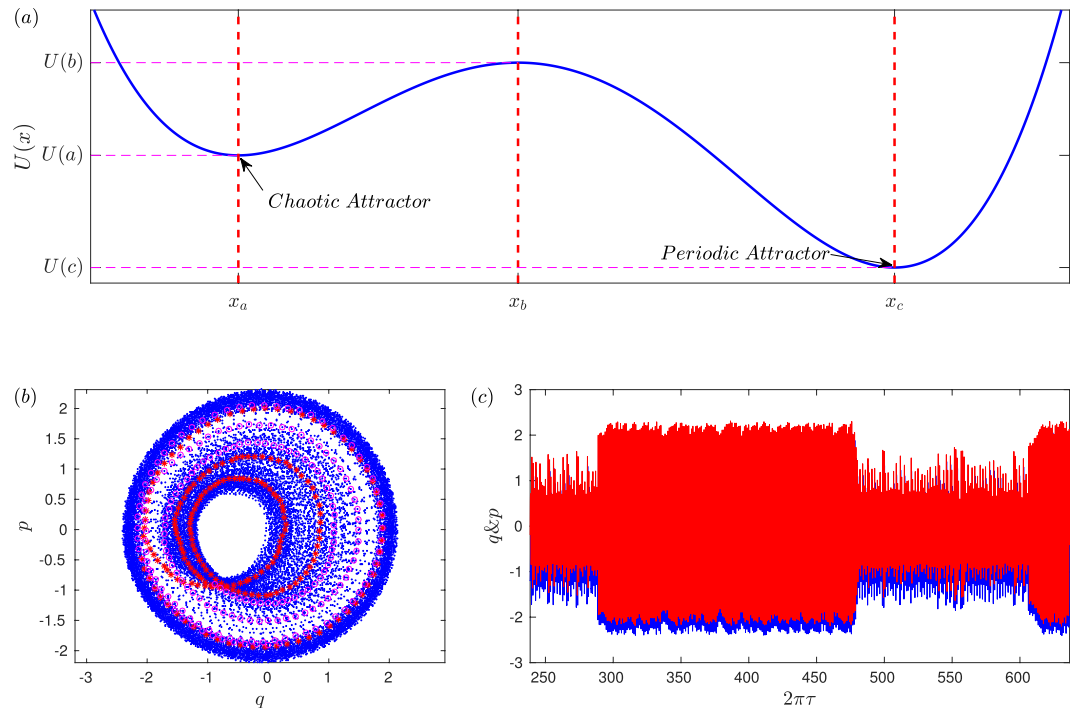 (a)
U(b)
U(a)
U(c)
U(x)
Chaotic Attractor
Periodic Attractor
x_a x_b x_c
(b)
2
1.5
1
0.5
0
-0.5
-1
-1.5
-2
p
-3 -2 -1 0 1 2
q
(c)
3
2
1
0
-1
-2
-3
q&p
250 300 350 400 450 500 550 600
2πτ